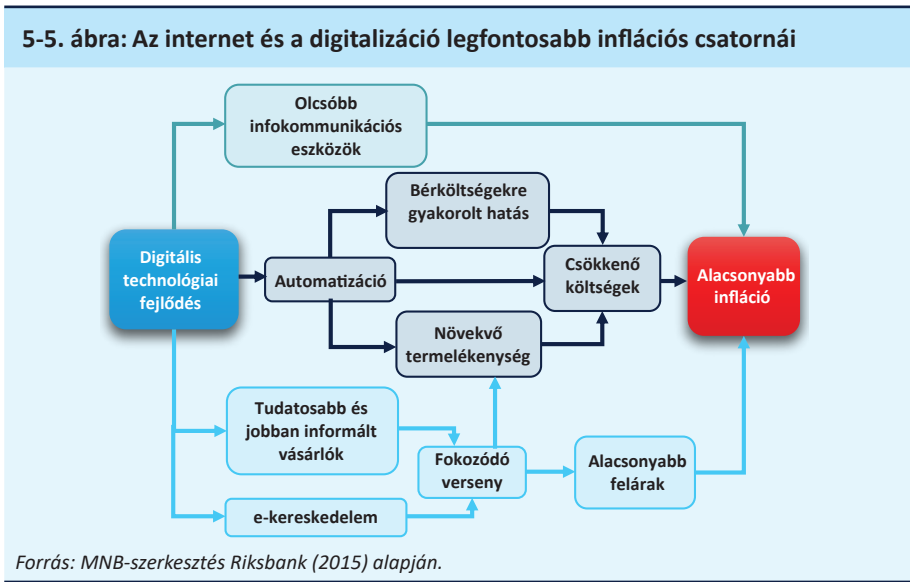 5-5. ábra: Az internet és a digitalizáció legfontosabb inflációs csatornái
Olcsóbb
infokommunikációs
eszközök
Bérköltségekre
gyakorolt hatás
Digitális
technológiai
fejlődés
Automatizáció
Csökkenő
költségek
Alacsonyabb
infláció
Növekvő
termelékenység
Tudatosabb és
jobban informált
vásárlók
Fokozódó
verseny
Alacsonyabb
felárak
e-kereskedelem
Forrás: MNB-szerkesztés Riksbank (2015) alapján.